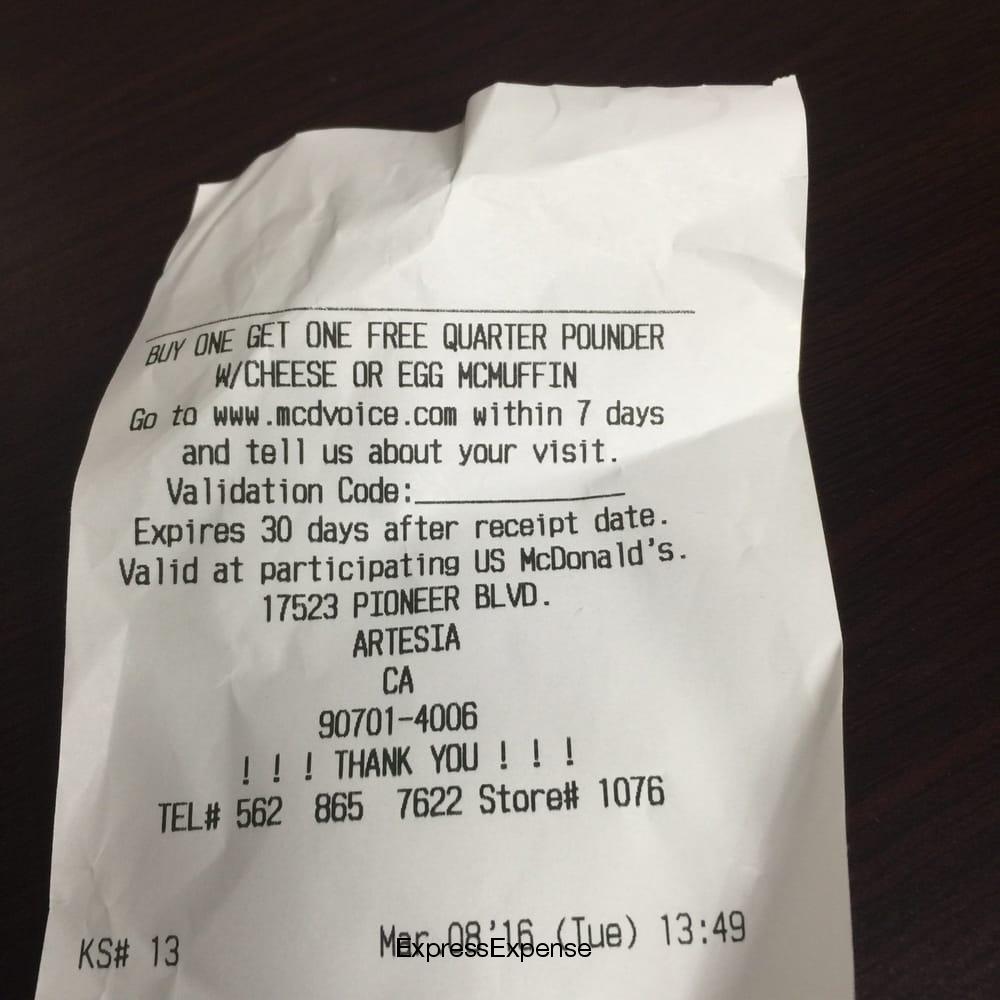 BUY ONE GET ONE FREE QUARTER POUNDER
W/CHEESE OR EGG MCMUFFIN
Go to www.mcdvoice.com within 7 days
and tell us about your visit.
Validation Code:____________
Expires 30 days after receipt date.
Valid at participating US McDonald's.
17523 PIONEER BLVD.
ARTESIA
CA
90701-4006
! ! ! THANK YOU ! ! !
TEL# 562 865 7622 Store# 1076
KS# 13 Mar 08'16 (Tue) 13:49
ExpressExpense